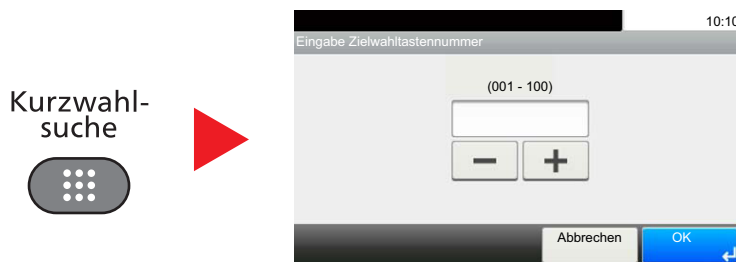 Kurzwahl-
suche
10:10
Eingabe Zielwahltastennummer
(001 - 100)
Abbrechen
OK